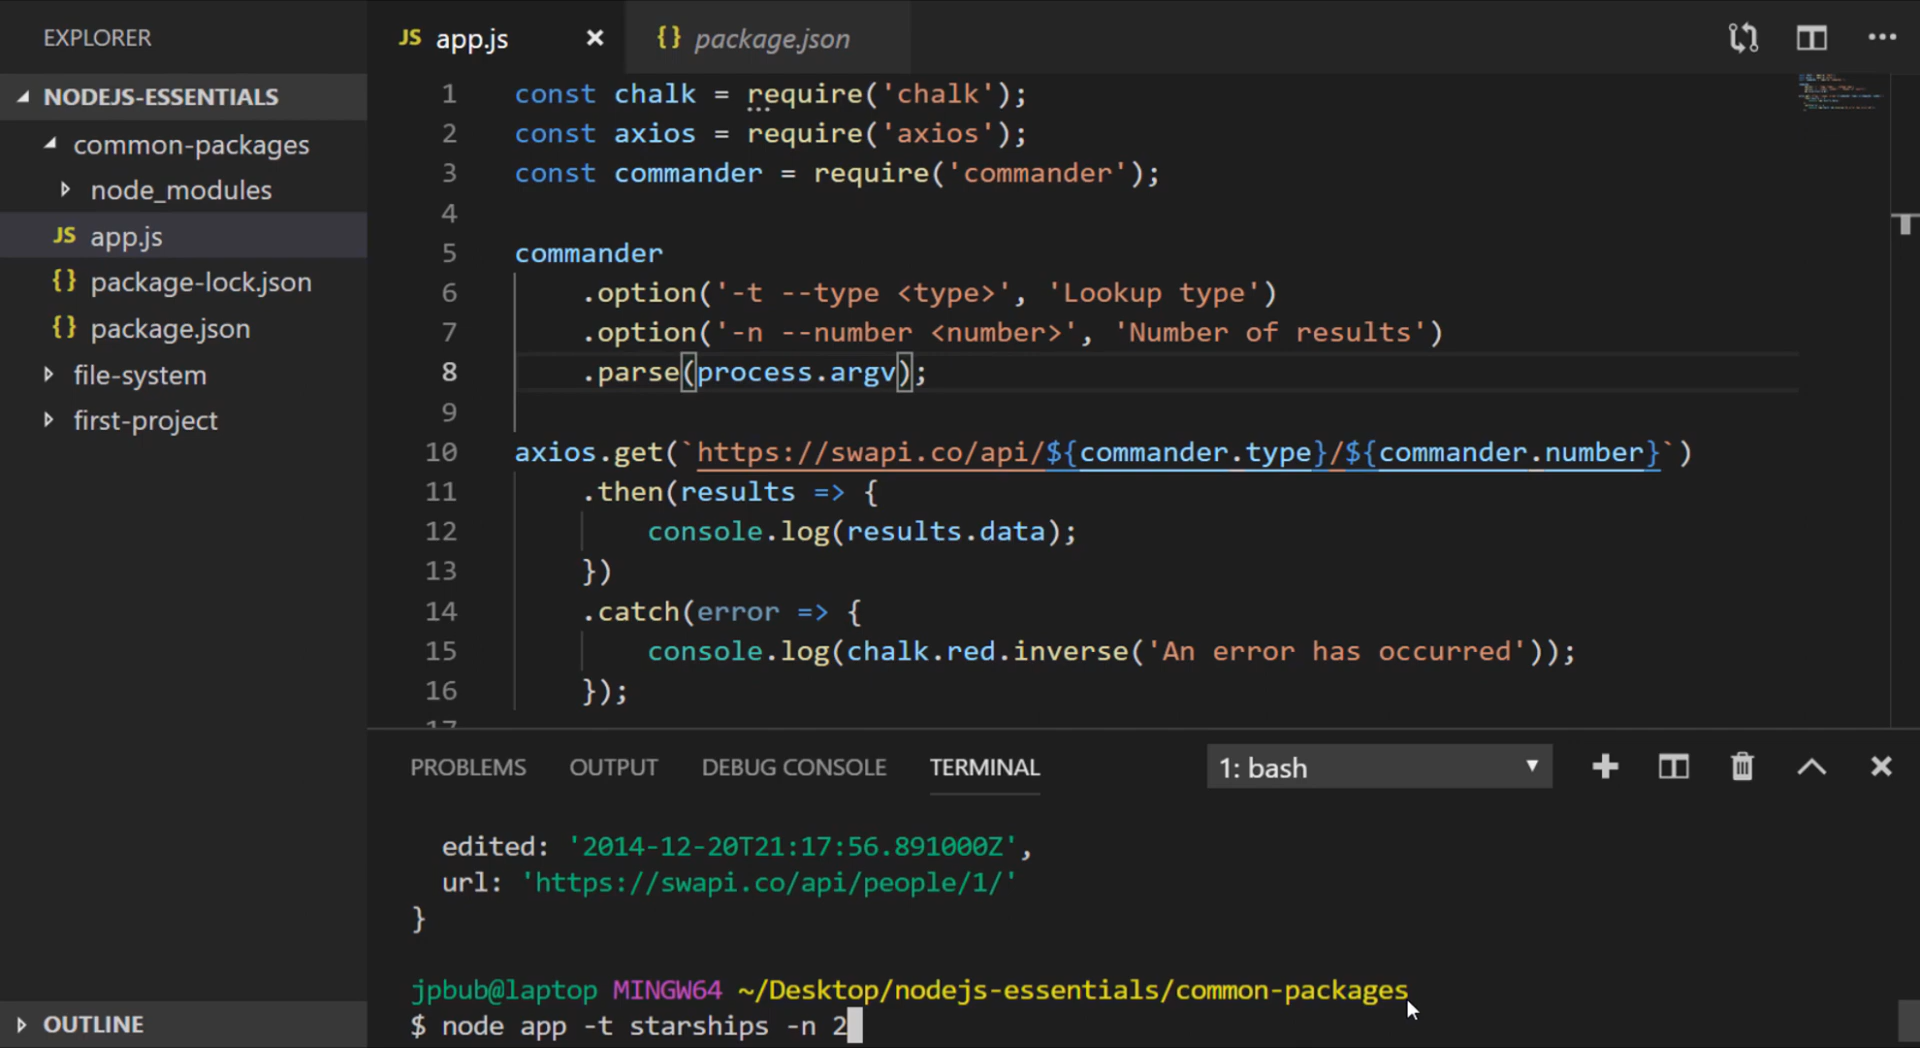 EXPLORER
NODEJS-ESSENTIALS
common-packages
node_modules
JS app.js
{} package-lock.json
{} package.json
file-system
first-project
OUTLINE
JS app.js
{} package.json
1 const chalk = require('chalk');
2 const axios = require('axios');
3 const commander = require('commander');
4
5 commander
6 .option('-t --type <type>', 'Lookup type')
7 .option('-n --number <number>', 'Number of results')
8 .parse(process.argv);
9
10 axios.get(`https://swapi.co/api/${commander.type}/${commander.number}`)
11 .then(results => {
12 console.log(results.data);
13 })
14 .catch(error => {
15 console.log(chalk.red.inverse('An error has occurred'));
16 });
17
PROBLEMS OUTPUT DEBUG CONSOLE TERMINAL 1: bash
edited: '2014-12-20T21:17:56.891000Z',
url: 'https://swapi.co/api/people/1/'
}
jpbub@laptop MINGW64 ~/Desktop/nodejs-essentials/common-packages
$ node app -t starships -n 2